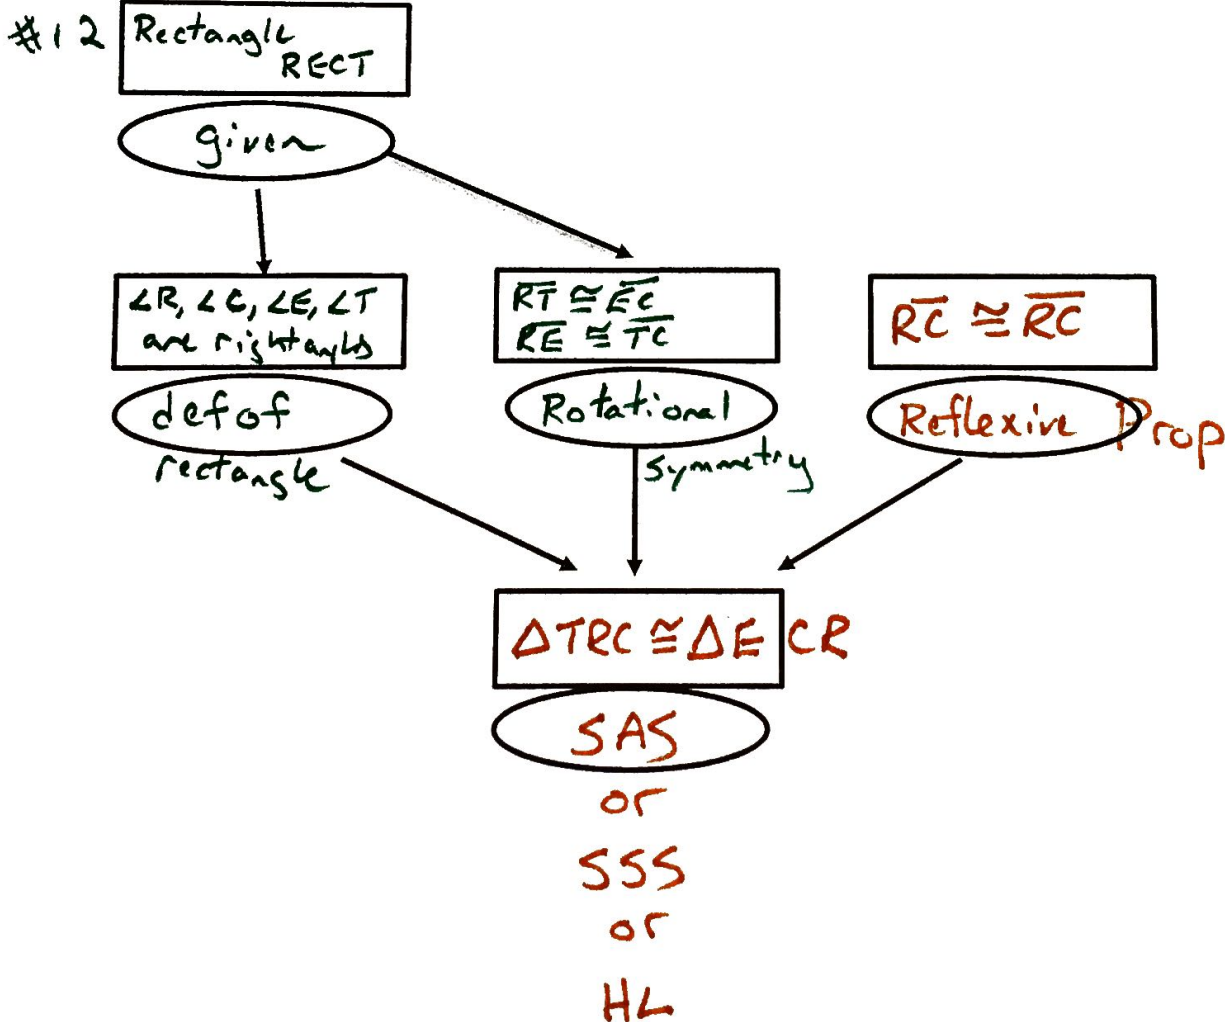 #12
Rectangle
RECT
given
∠R, ∠C, ∠E, ∠T
are right angles
def of
rectangle
RT ≅ EC
RE ≅ TC
Rotational
symmetry
RC ≅ RC
Reflexive Prop
ΔTRC ≅ ΔECR
SAS
or
SSS
or
HL